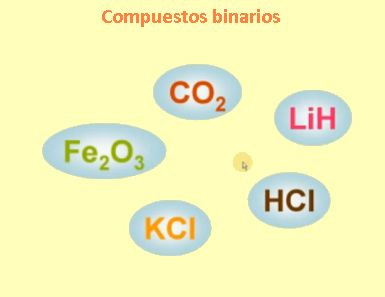 Compuestos binarios
CO₂
LiH
Fe₂O₃
HCl
KCl